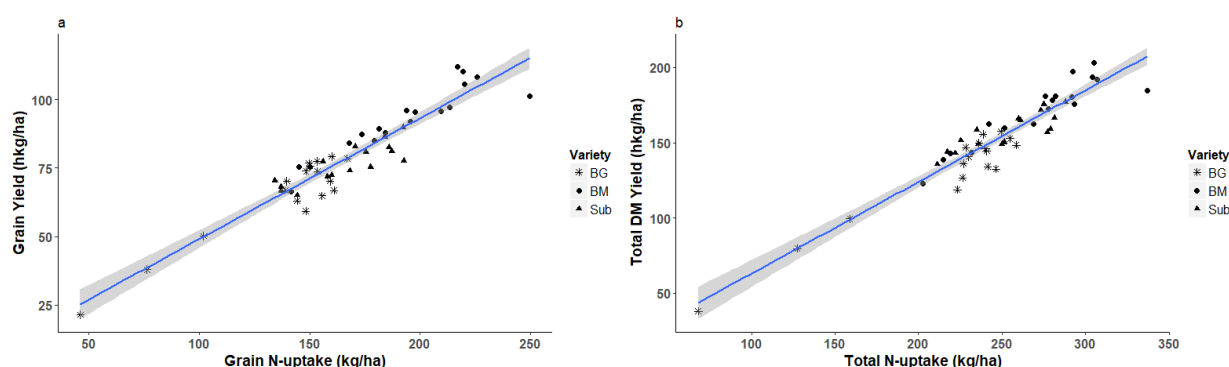 a
Grain Yield (hkg/ha)
100
75
50
25
50
100
150
200
250
Grain N-uptake (kg/ha)
Variety
BG
BM
Sub
b
Total DM Yield (hkg/ha)
200
150
100
50
100
150
200
250
300
350
Total N-uptake (kg/ha)
Variety
BG
BM
Sub